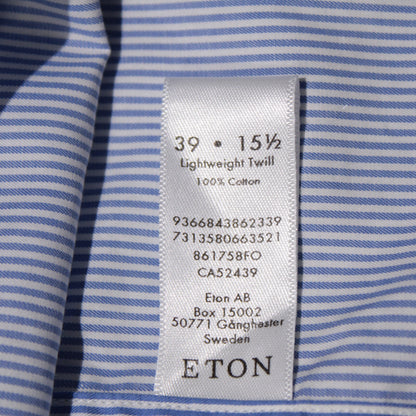 39 • 15½
Lightweight Twill
100% Cotton
9366843862339
7313580663521
861758FO
CA52439
Eton AB
Box 15002
50771 Gånghester
Sweden
ETON